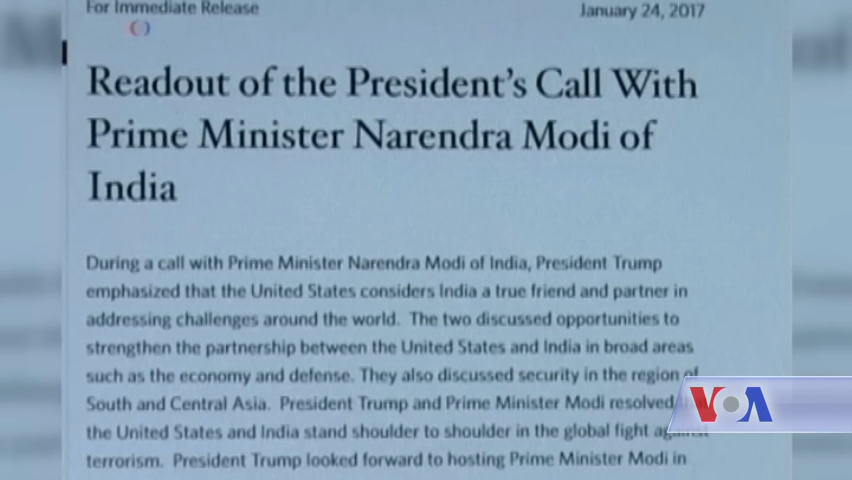 For Immediate Release
January 24, 2017
Readout of the President's Call With
Prime Minister Narendra Modi of
India
During a call with Prime Minister Narendra Modi of India, President Trump
emphasized that the United States considers India a true friend and partner in
addressing challenges around the world. The two discussed opportunities to
strengthen the partnership between the United States and India in broad areas
such as the economy and defense. They also discussed security in the region of
South and Central Asia. President Trump and Prime Minister Modi resolved
the United States and India stand shoulder to shoulder in the global fight against
terrorism. President Trump looked forward to hosting Prime Minister Modi in
VOA